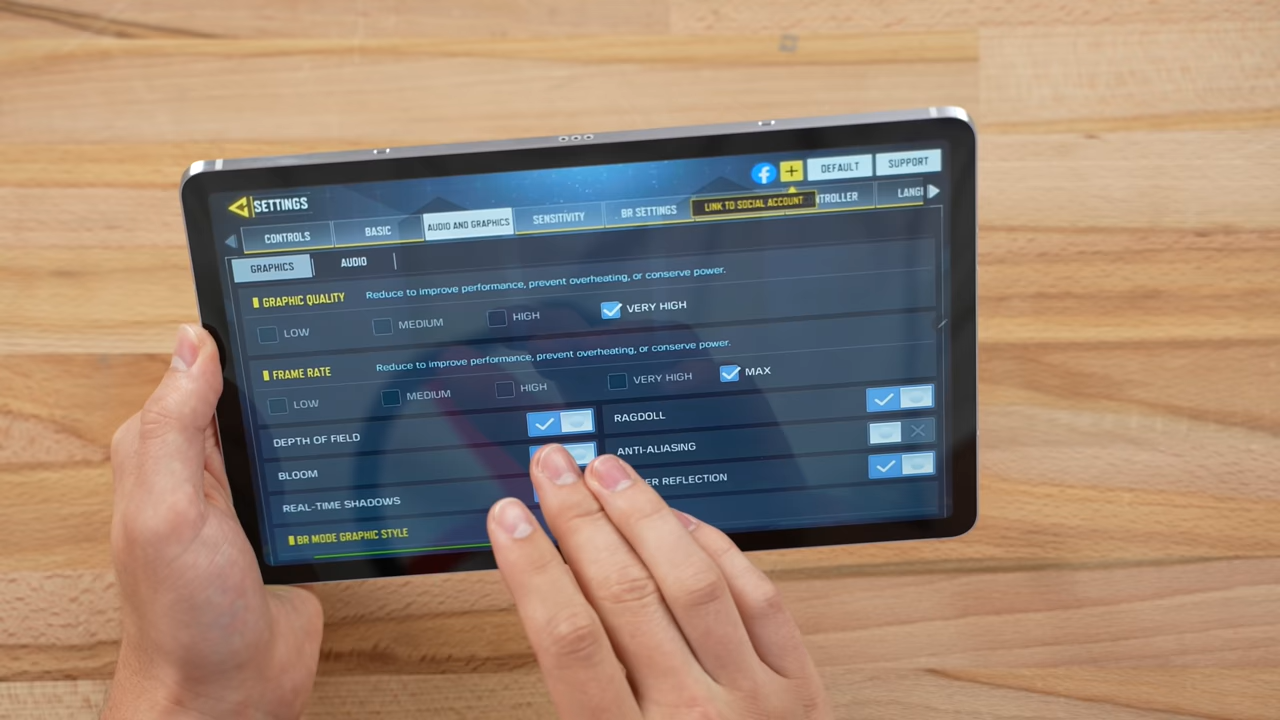 SETTINGS
DEFAULT
SUPPORT
CONTROLS
BASIC
AUDIO AND GRAPHICS
SENSITIVITY
BR SETTINGS
LINK TO SOCIAL ACCOUNT
GRAPHICS
AUDIO
GRAPHIC QUALITY
Reduce to improve performance, prevent overheating, or conserve power.
LOW
MEDIUM
HIGH
VERY HIGH
FRAME RATE
Reduce to improve performance, prevent overheating, or conserve power.
LOW
MEDIUM
HIGH
VERY HIGH
MAX
DEPTH OF FIELD
RAGDOLL
BLOOM
ANTI-ALIASING
REAL-TIME SHADOWS
REFLECTION
BR MODE GRAPHIC STYLE